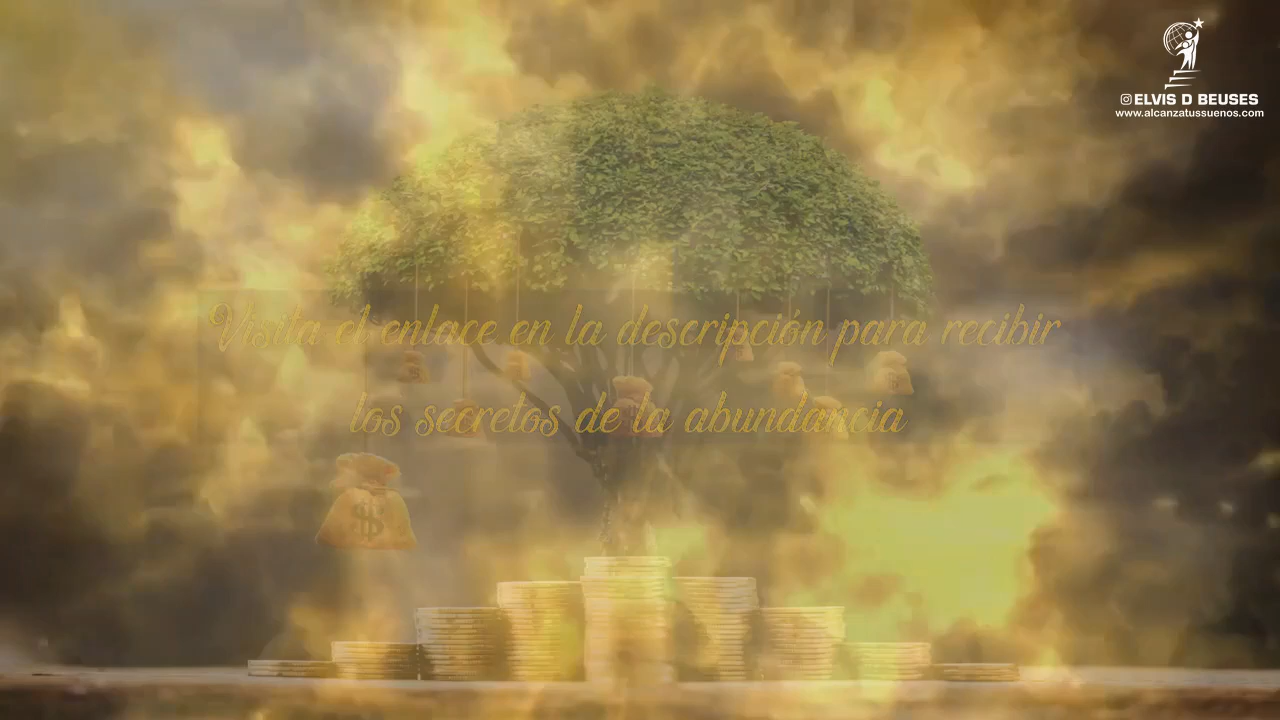 ELVIS D BEUSES
www.alcanzatussuenos.com
Visita el enlace en la descripción para recibir
los secretos de la abundancia
$